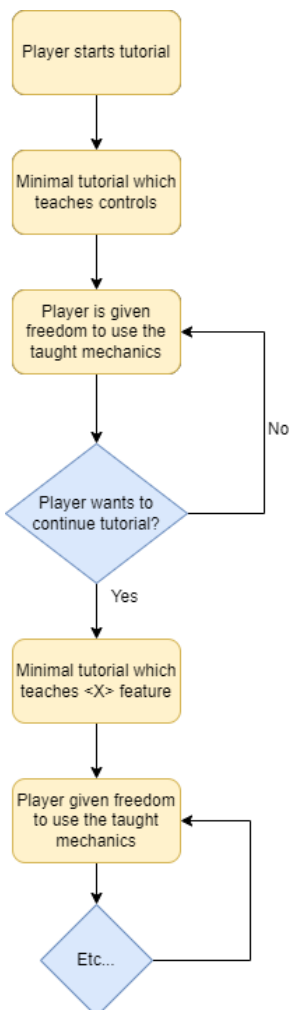 Player starts tutorial
Minimal tutorial which
teaches controls
Player is given
freedom to use the
taught mechanics
No
Player wants to
continue tutorial?
Yes
Minimal tutorial which
teaches <X> feature
Player given freedom
to use the taught
mechanics
Etc...